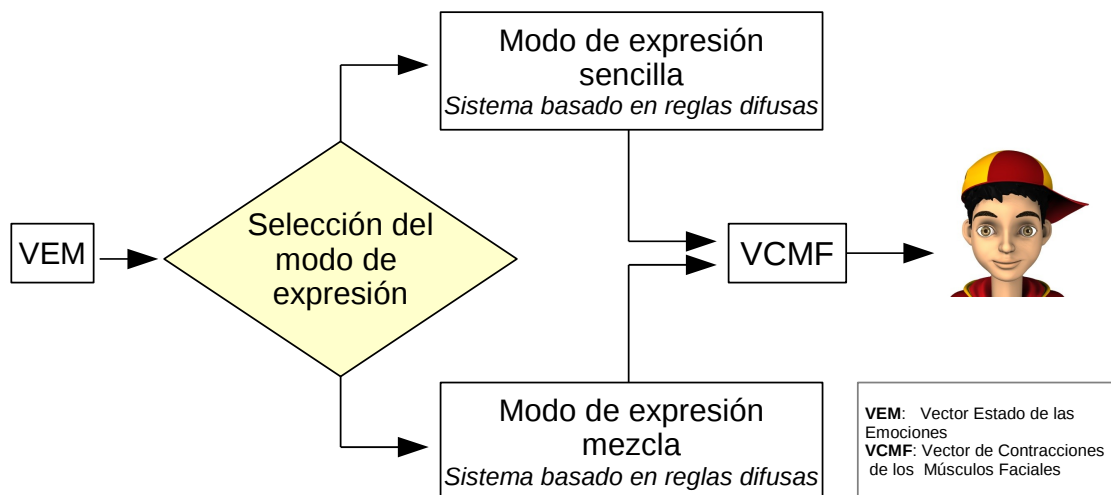 Modo de expresión
sencilla
Sistema basado en reglas difusas
VEM
Selección del
modo de
expresión
VCMF
Modo de expresión
mezcla
Sistema basado en reglas difusas
VEM: Vector Estado de las
Emociones
VCMF: Vector de Contracciones
de los Músculos Faciales